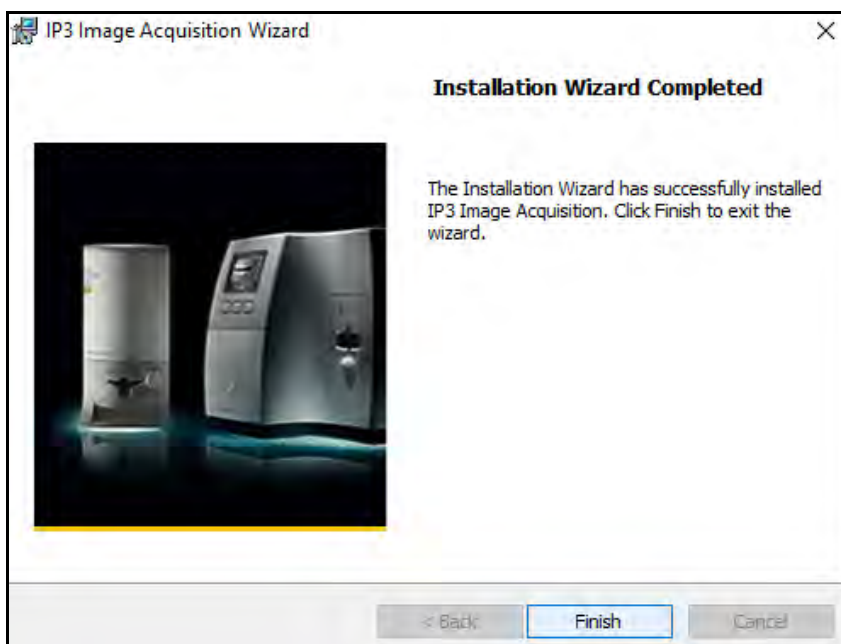 IP3 Image Acquisition Wizard
Installation Wizard Completed
The Installation Wizard has successfully installed
IP3 Image Acquisition. Click Finish to exit the
wizard.
< Back
Finish
Cancel